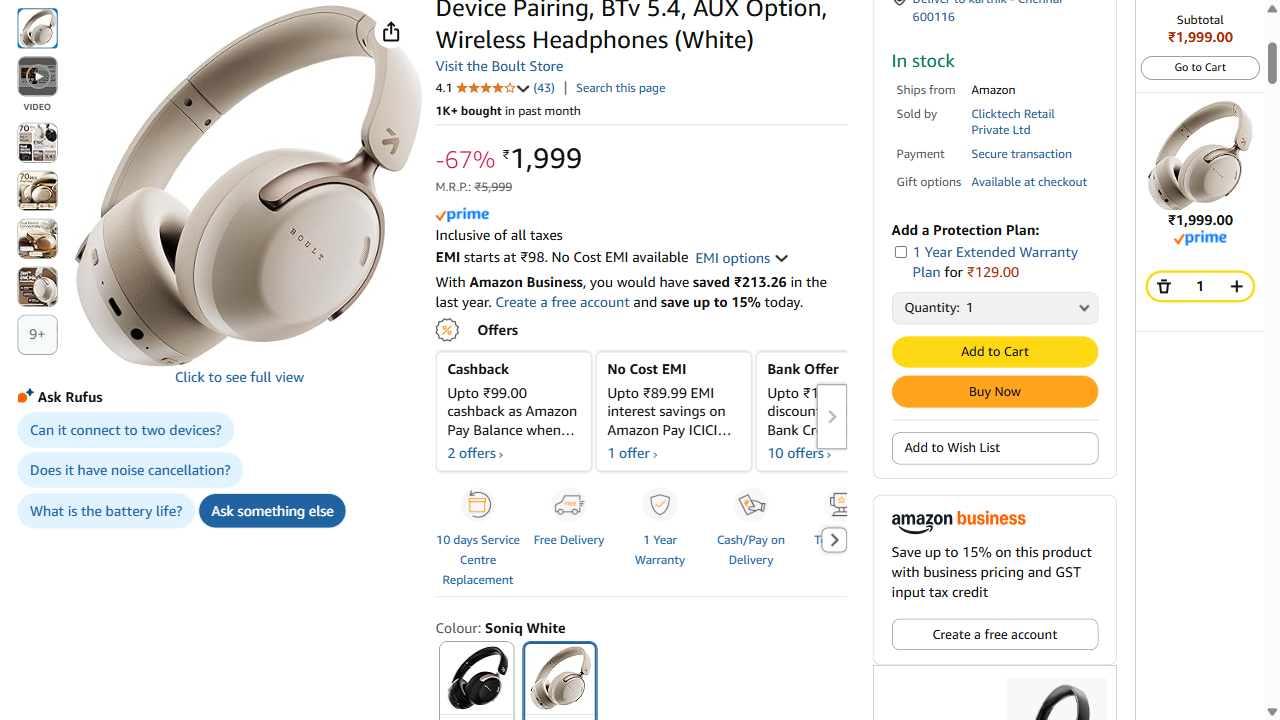 VIDEO
70
ENC
5.4
70
9+
BOULT
Click to see full view
Ask Rufus
Can it connect to two devices?
Does it have noise cancellation?
What is the battery life?
Ask something else
Device Pairing, BTv 5.4, AUX Option,
Wireless Headphones (White)
Visit the Boult Store
4.1 (43) | Search this page
1K+ bought in past month
-67% ₹1,999
M.R.P.: ₹5,999
prime
Inclusive of all taxes
EMI starts at ₹98. No Cost EMI available EMI options
With Amazon Business, you would have saved ₹213.26 in the
last year. Create a free account and save up to 15% today.
Offers
Cashback
Upto ₹99.00
cashback as Amazon
Pay Balance when…
2 offers ›
No Cost EMI
Upto ₹89.99 EMI
interest savings on
Amazon Pay ICICI…
1 offer ›
Bank Offer
Upto ₹1
discoun
Bank Cr
10 offers ›
10 days Service
Centre
Replacement
FREE
Free Delivery
1 Year
Warranty
Cash/Pay on
Delivery
Colour: Soniq White
600116
In stock
Ships from Amazon
Sold by Clicktech Retail
Private Ltd
Payment Secure transaction
Gift options Available at checkout
Add a Protection Plan:
1 Year Extended Warranty
Plan for ₹129.00
Quantity: 1
Add to Cart
Buy Now
Add to Wish List
amazon business
Save up to 15% on this product
with business pricing and GST
input tax credit
Create a free account
Subtotal
₹1,999.00
Go to Cart
BOULT
₹1,999.00
prime
1